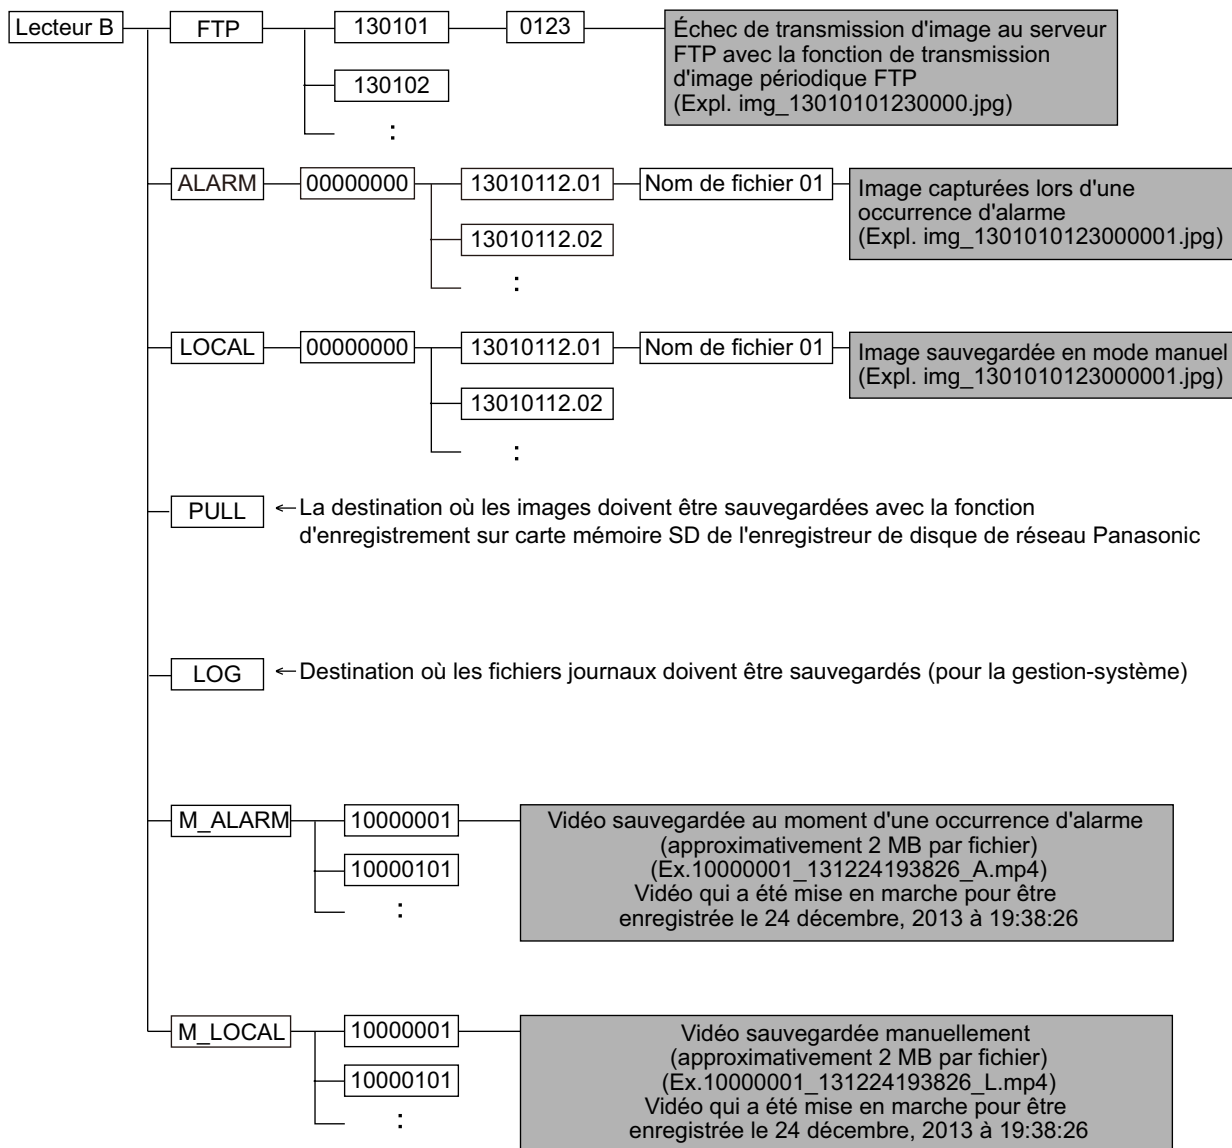 Lecteur B
FTP
130101
0123
Échec de transmission d'image au serveur
FTP avec la fonction de transmission
d'image périodique FTP
(Expl. img_13010101230000.jpg)
130102
:
ALARM
00000000
13010112.01
Nom de fichier 01
Image capturées lors d'une
occurrence d'alarme
(Expl. img_1301010123000001.jpg)
13010112.02
:
LOCAL
00000000
13010112.01
Nom de fichier 01
Image sauvegardée en mode manuel
(Expl. img_1301010123000001.jpg)
13010112.02
:
PULL
←La destination où les images doivent être sauvegardées avec la fonction
d'enregistrement sur carte mémoire SD de l'enregistreur de disque de réseau Panasonic
LOG
←Destination où les fichiers journaux doivent être sauvegardés (pour la gestion-système)
M_ALARM
10000001
Vidéo sauvegardée au moment d'une occurrence d'alarme
(approximativement 2 MB par fichier)
(Ex.10000001_131224193826_A.mp4)
Vidéo qui a été mise en marche pour être
enregistrée le 24 décembre, 2013 à 19:38:26
10000101
:
M_LOCAL
10000001
Vidéo sauvegardée manuellement
(approximativement 2 MB par fichier)
(Ex.10000001_131224193826_L.mp4)
Vidéo qui a été mise en marche pour être
enregistrée le 24 décembre, 2013 à 19:38:26
10000101
: